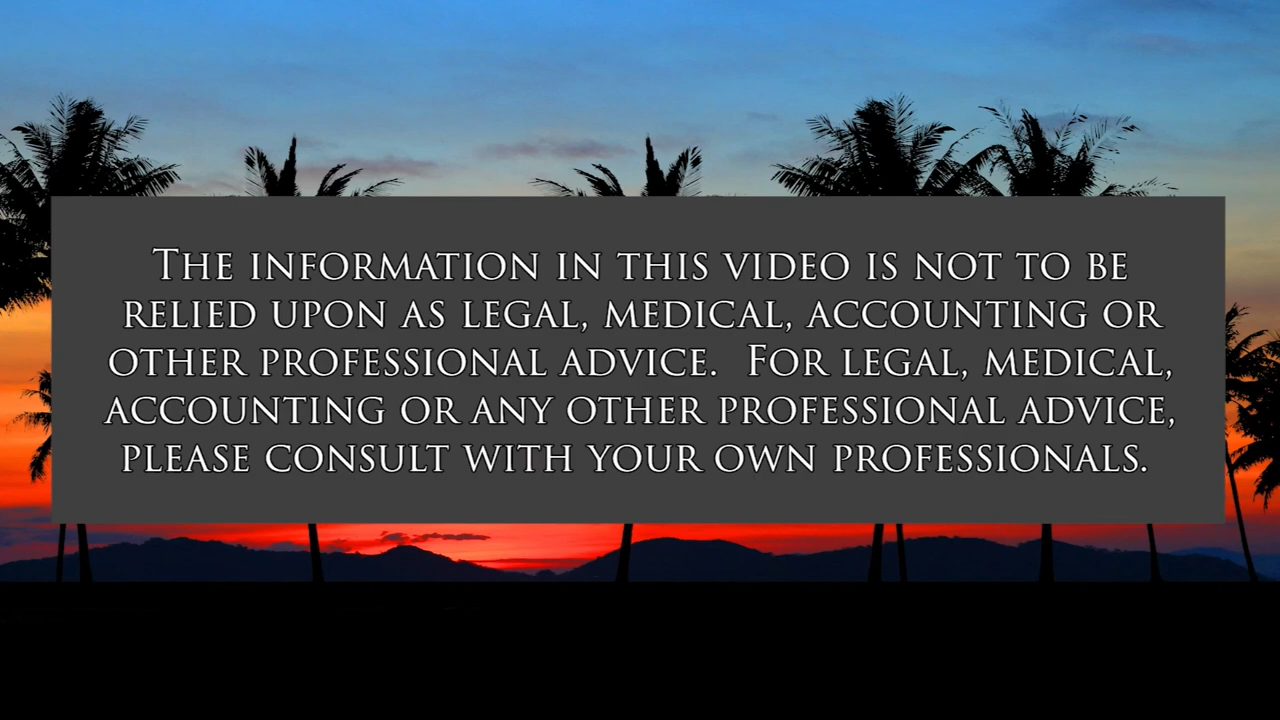 The information in this video is not to be
relied upon as legal, medical, accounting or
other professional advice.  For legal, medical,
accounting or any other professional advice,
please consult with your own professionals.